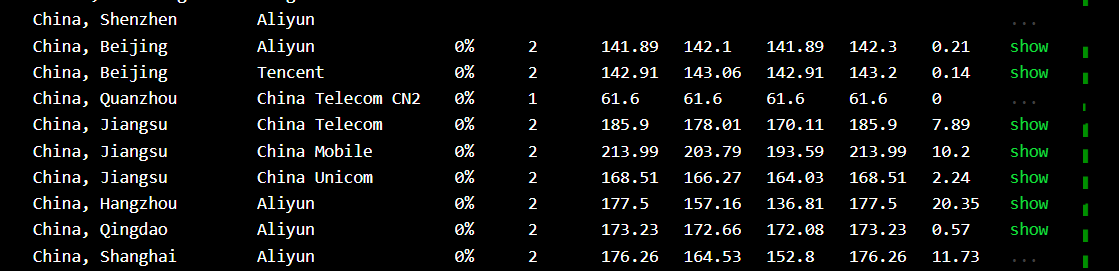 China, Shenzhen Aliyun ...
China, Beijing Aliyun 0% 2 141.89 142.1 141.89 142.3 0.21 show
China, Beijing Tencent 0% 2 142.91 143.06 142.91 143.2 0.14 show
China, Quanzhou China Telecom CN2 0% 1 61.6 61.6 61.6 61.6 0 ...
China, Jiangsu China Telecom 0% 2 185.9 178.01 170.11 185.9 7.89 show
China, Jiangsu China Mobile 0% 2 213.99 203.79 193.59 213.99 10.2 show
China, Jiangsu China Unicom 0% 2 168.51 166.27 164.03 168.51 2.24 show
China, Hangzhou Aliyun 0% 2 177.5 157.16 136.81 177.5 20.35 show
China, Qingdao Aliyun 0% 2 173.23 172.66 172.08 173.23 0.57 show
China, Shanghai Aliyun 0% 2 176.26 164.53 152.8 176.26 11.73 ...